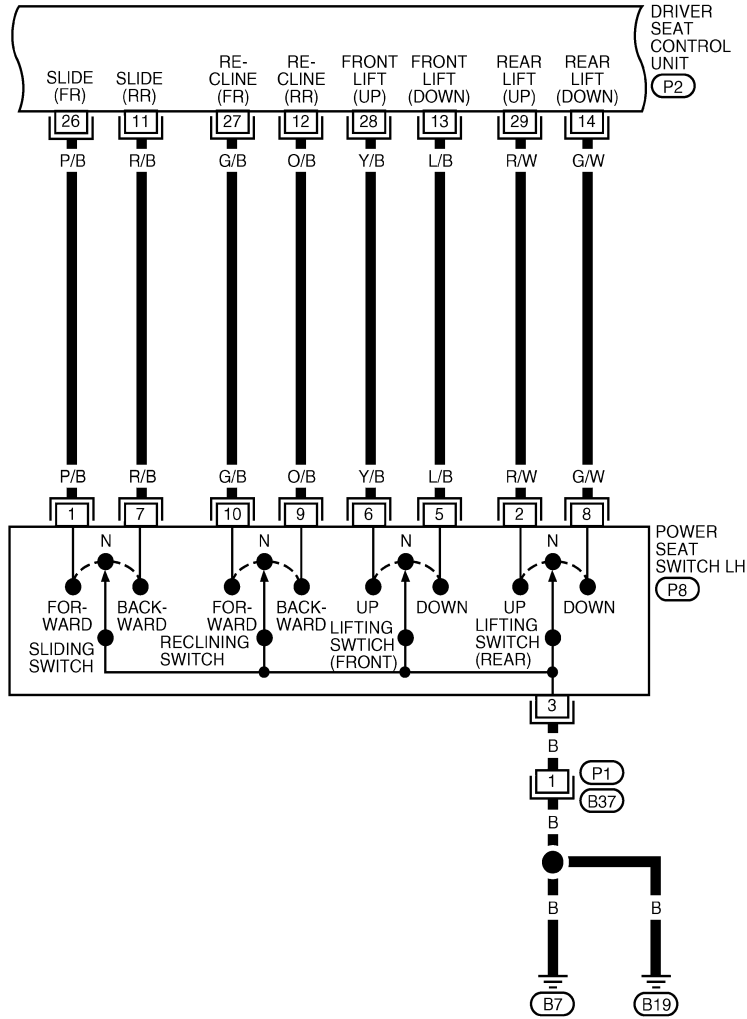 DRIVER
SEAT
CONTROL
UNIT
P2
SLIDE
(FR)
SLIDE
(RR)
RE-
CLINE
(FR)
RE-
CLINE
(RR)
FRONT
LIFT
(UP)
FRONT
LIFT
(DOWN)
REAR
LIFT
(UP)
REAR
LIFT
(DOWN)
26 11 27 12 28 13 29 14
P/B R/B G/B O/B Y/B L/B R/W G/W
P/B R/B G/B O/B Y/B L/B R/W G/W
1 7 10 9 6 5 2 8
POWER
SEAT
SWITCH LH
P8
N N N N
FOR-
WARD
BACK-
WARD
SLIDING
SWITCH
FOR-
WARD
BACK-
WARD
RECLINING
SWITCH
UP DOWN
LIFTING
SWTICH
(FRONT)
UP DOWN
LIFTING
SWITCH
(REAR)
3
B
1
P1
B37
B
B B
B7 B19